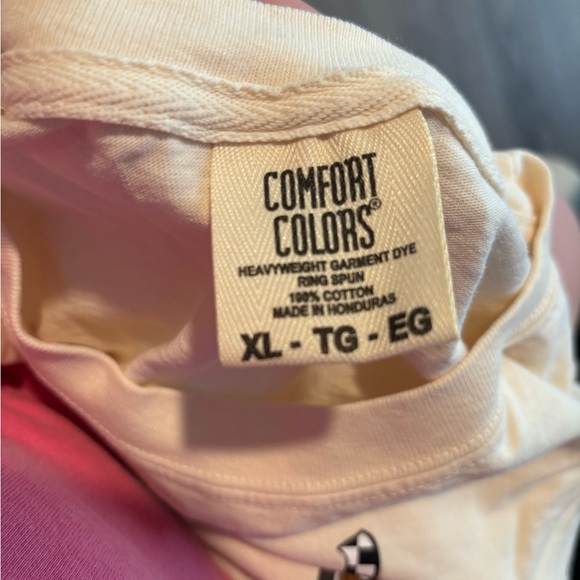 COMFORT
COLORS®
HEAVYWEIGHT GARMENT DYE
RING SPUN
100% COTTON
MADE IN HONDURAS
XL - TG - EG